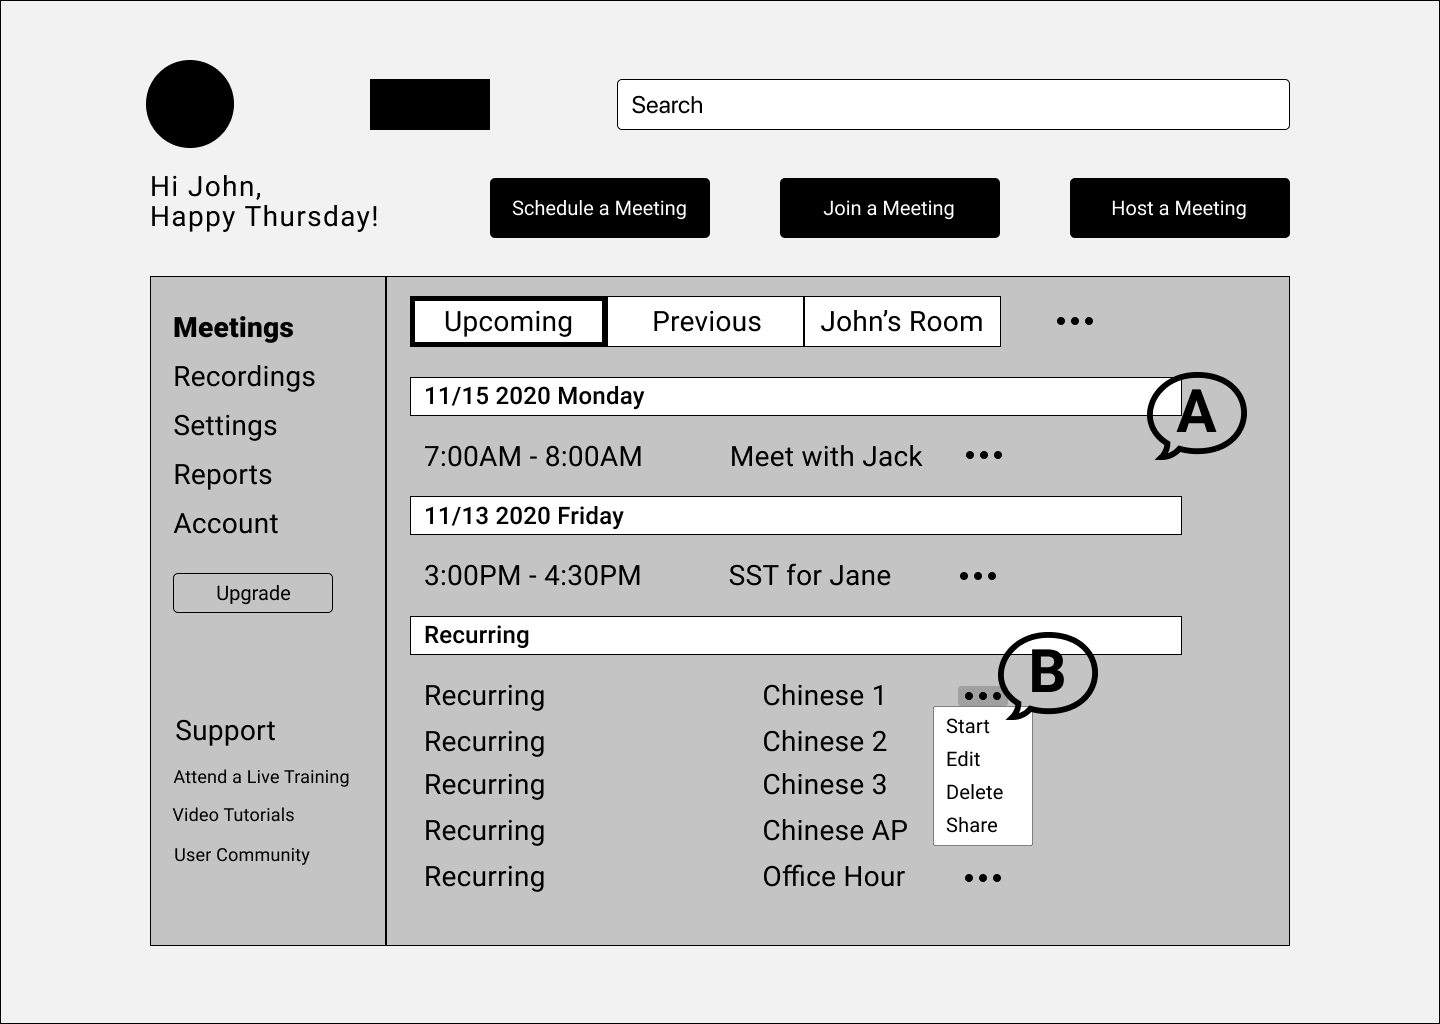 Search
Hi John,
Happy Thursday!
Schedule a Meeting
Join a Meeting
Host a Meeting
Meetings
Recordings
Settings
Reports
Account
Upgrade
Support
Attend a Live Training
Video Tutorials
User Community
Upcoming
Previous
John’s Room
11/15 2020 Monday
A
7:00AM - 8:00AM
Meet with Jack
11/13 2020 Friday
3:00PM - 4:30PM
SST for Jane
Recurring
B
Recurring
Chinese 1
Recurring
Chinese 2
Recurring
Chinese 3
Recurring
Chinese AP
Recurring
Office Hour
Start
Edit
Delete
Share